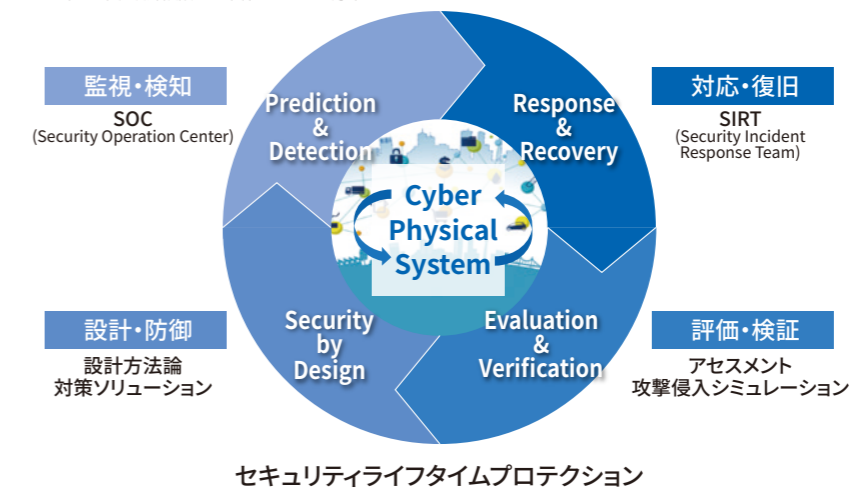 監視・検知
SOC
(Security Operation Center)
Prediction
&
Detection
Response
&
Recovery
対応・復旧
SIRT
(Security Incident
Response Team)
Cyber
Physical
System
設計・防御
設計方法論
対策ソリューション
Security
by
Design
Evaluation
&
Verification
評価・検証
アセスメント
攻撃侵入シミュレーション
セキュリティライフタイムプロテクション